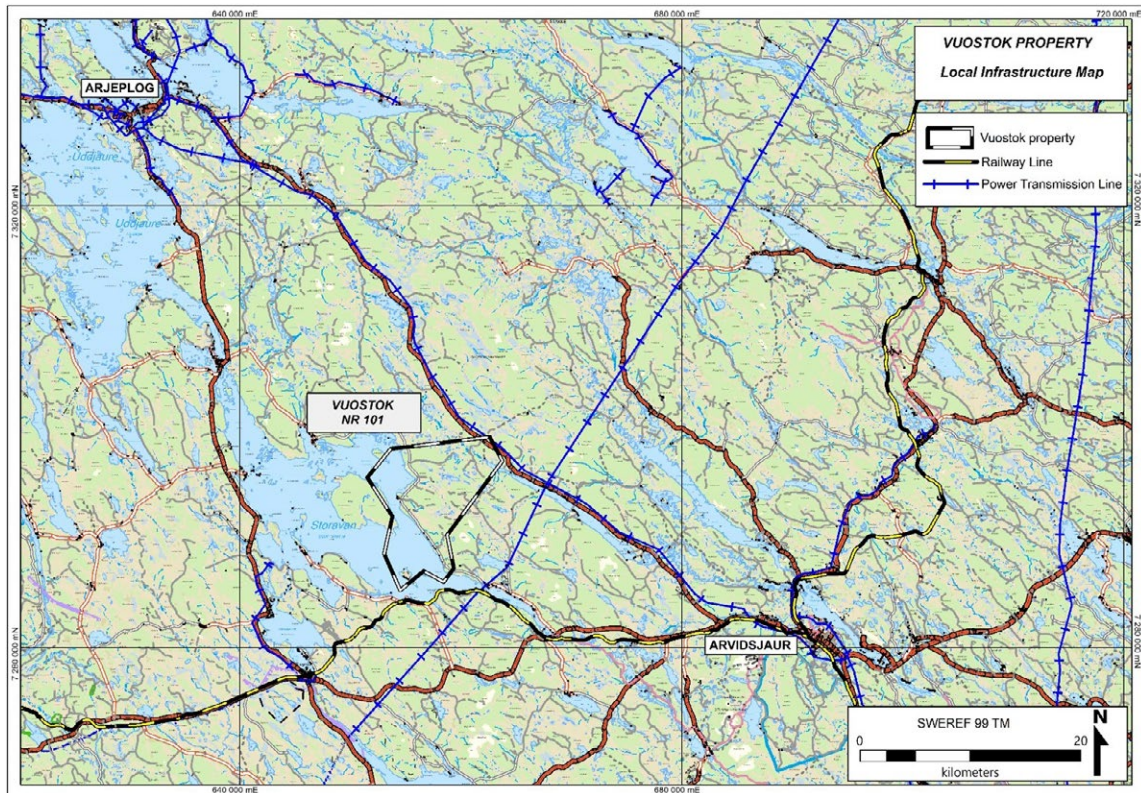 640 000 mE
680 000 mE
720 000 mE
VUOSTOK PROPERTY
Local Infrastructure Map
ARJEPLOG
Vuostok property
Railway Line
Power Transmission Line
Uddjaure
7 320 000 mN
7 320 000 mN
Uddjaure
VUOSTOK
NR 101
Storavan
ARVIDSJAUR
7 280 000 mN
7 280 000 mN
SWEREF 99 TM
N
0
20
kilometers
640 000 mE
680 000 mE
720 000 mE